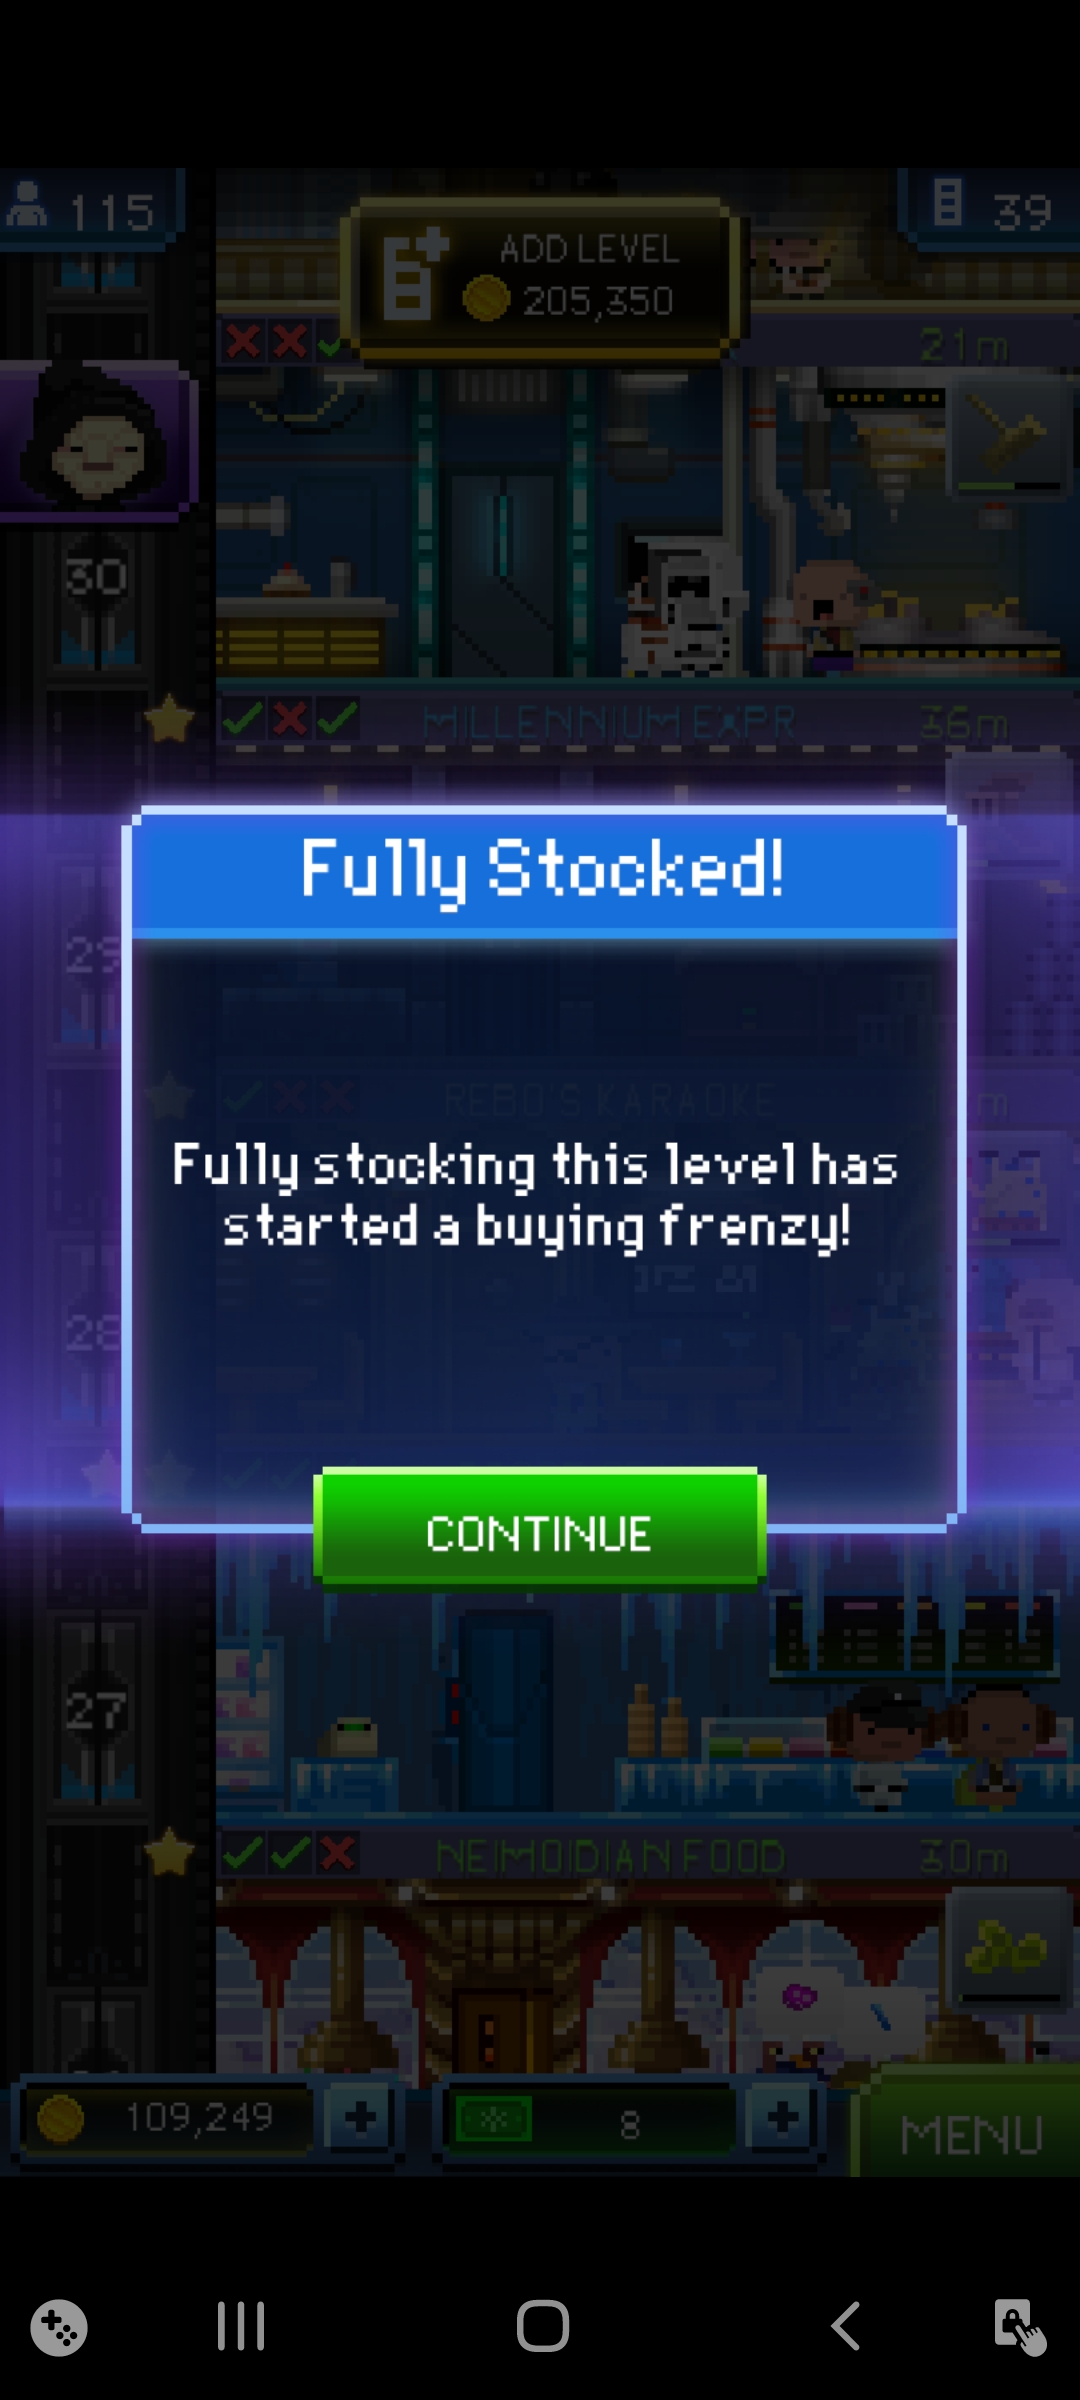 115
39
ADD LEVEL
205,350
21m
30
MILLENNIUM EXPR
36m
Fully Stocked!
29
REBO'S KARAOKE
Fully stocking this level has
started a buying frenzy!
28
CONTINUE
27
NEIMOIDIAN FOOD
30m
109,249
8
MENU